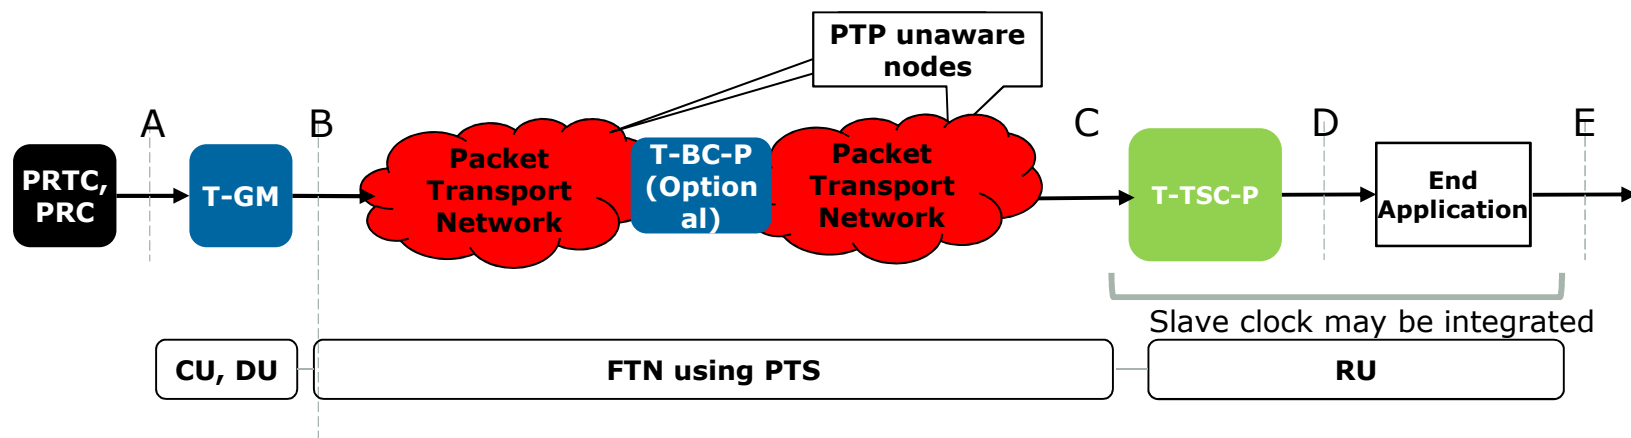 PTP unaware
nodes
A
B
C
D
E
PRTC,
PRC
T-GM
Packet
Transport
Network
T-BC-P
(Option
al)
Packet
Transport
Network
T-TSC-P
End
Application
Slave clock may be integrated
CU, DU
FTN using PTS
RU